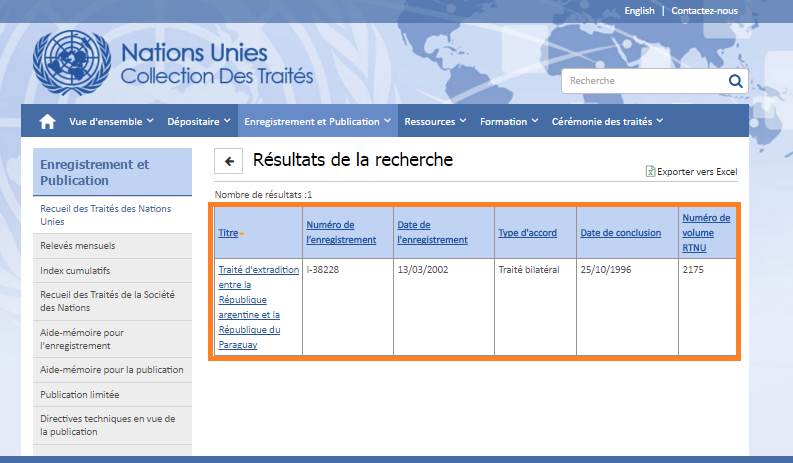 English | Contactez-nous
Nations Unies
Collection Des Traités
Recherche
Vue d'ensemble Dépositaire Enregistrement et Publication Ressources Formation Cérémonie des traités
Enregistrement et
Publication
Recueil des Traités des Nations
Unies
Relevés mensuels
Index cumulatifs
Recueil des Traités de la Société
des Nations
Aide-mémoire pour
l'enregistrement
Aide-mémoire pour la publication
Publication limitée
Directives techniques en vue de
la publication
Résultats de la recherche
Exporter vers Excel
Nombre de résultats :1
Titre
Numéro de
l'enregistrement
Date de
l'enregistrement
Type d'accord
Date de conclusion
Numéro de
volume
RTNU
Traité d'extradition
entre la
République
argentine et la
République du
Paraguay
I-38228
13/03/2002
Traité bilatéral
25/10/1996
2175